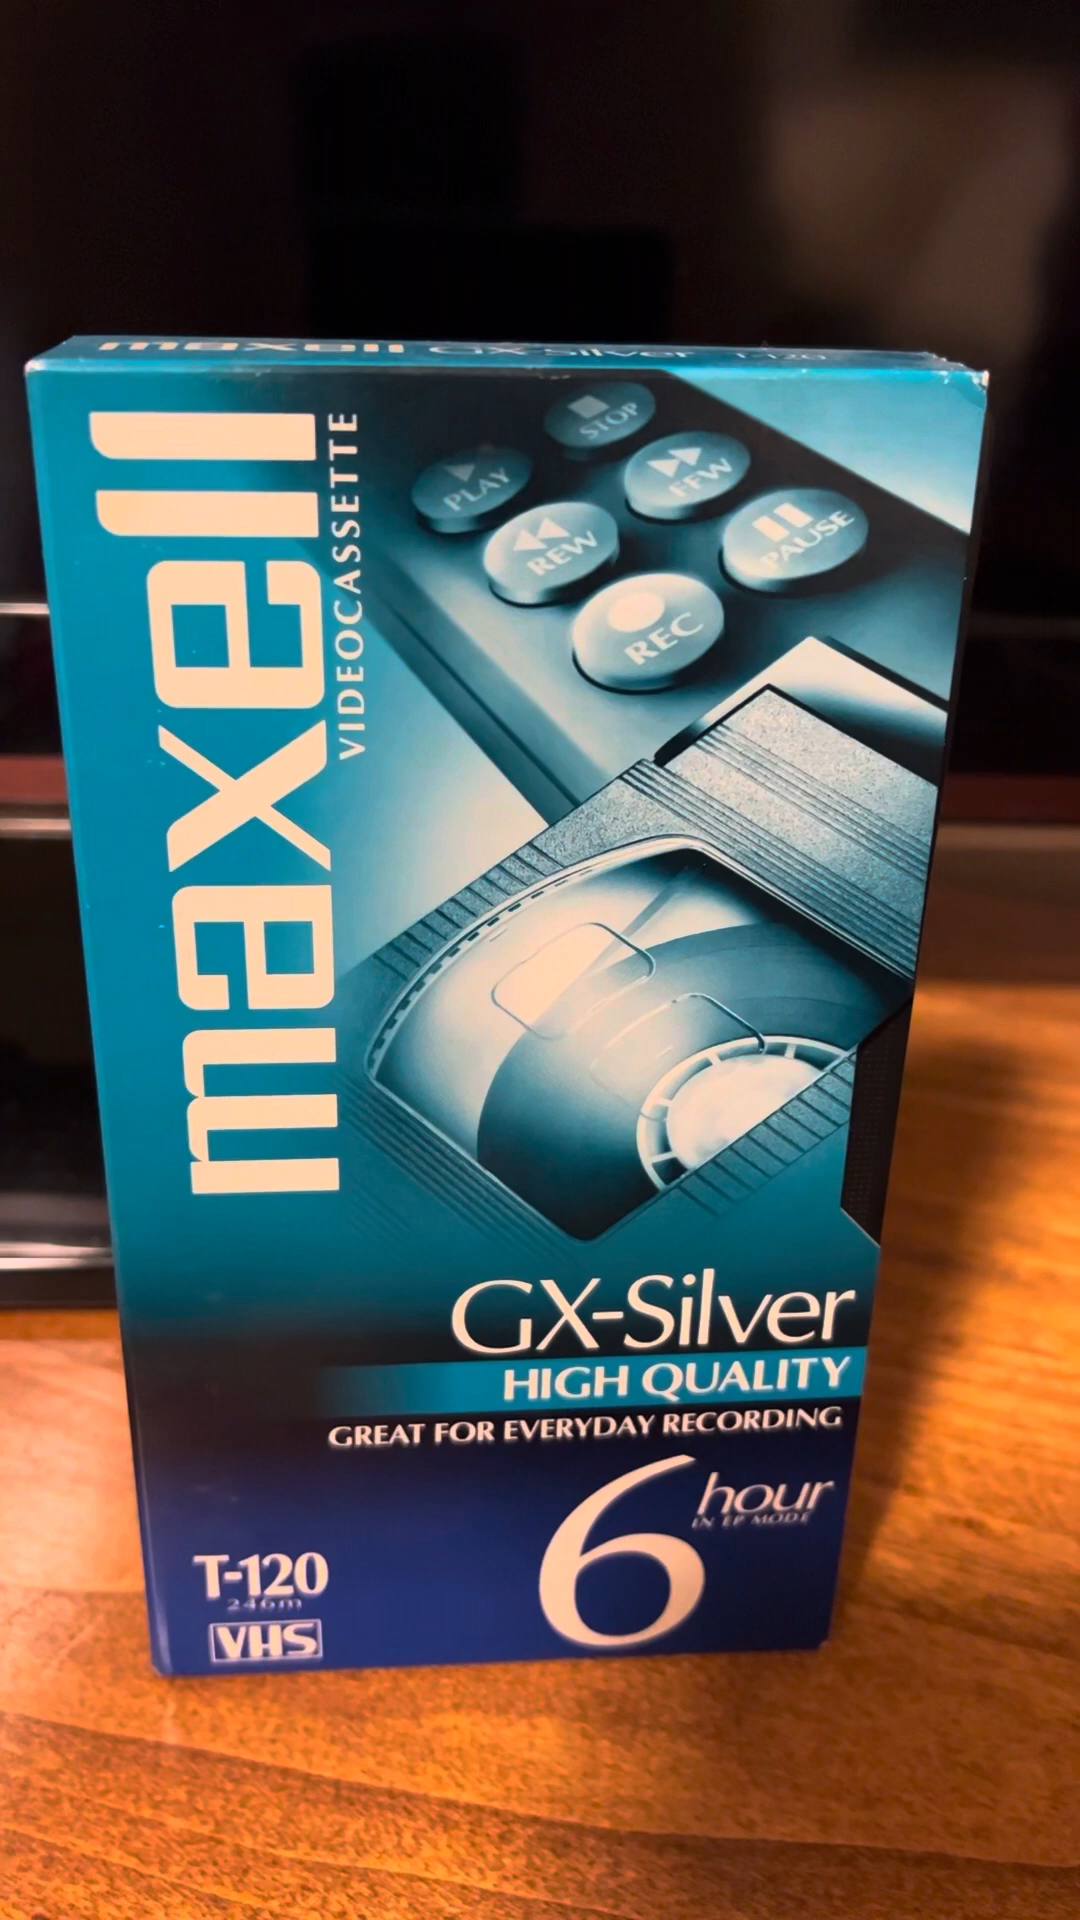 maxell GX-Silver T-120
maxell
VIDEOCASSETTE
STOP
PLAY
FFW
REW
PAUSE
REC
GX-Silver
HIGH QUALITY
GREAT FOR EVERYDAY RECORDING
6 hour
IN EP MODE
T-120
246m
VHS